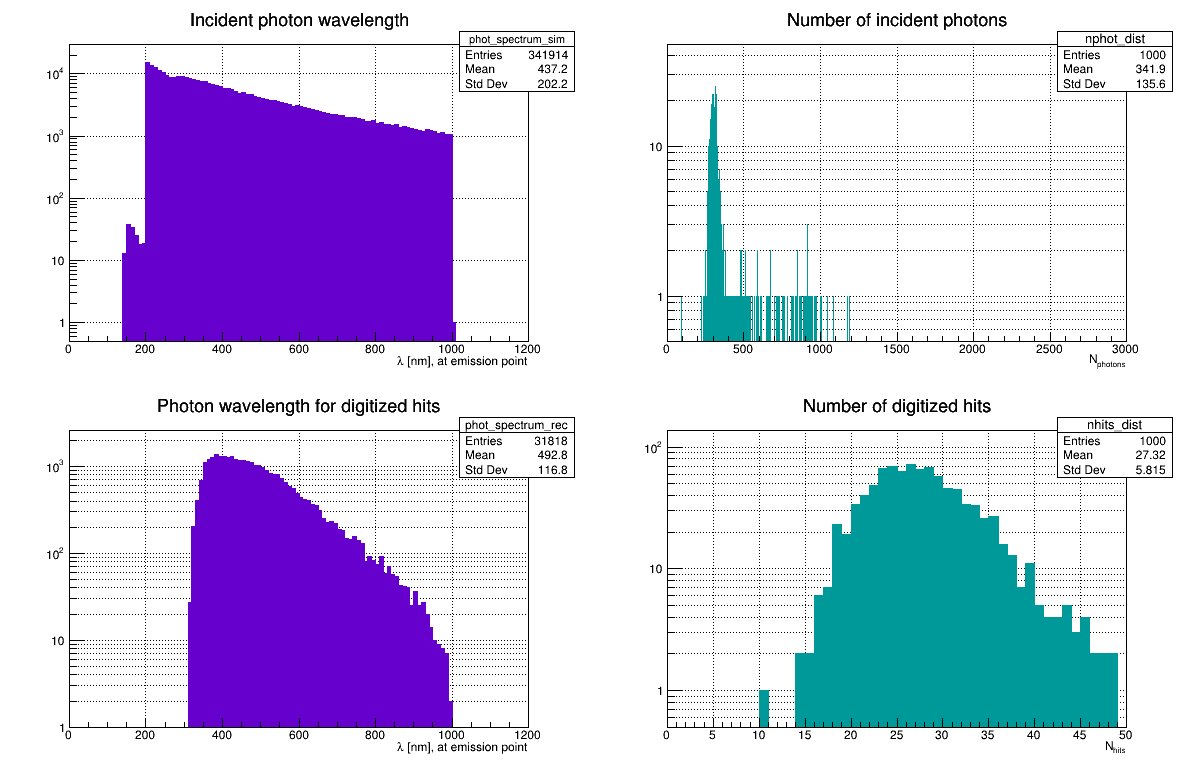 Incident photon wavelength
phot_spectrum_sim
Entries 341914
Mean 437.2
Std Dev 202.2
10⁴
10³
10²
10
1
0 200 400 600 800 1000 1200
λ [nm], at emission point
Number of incident photons
nphot_dist
Entries 1000
Mean 341.9
Std Dev 135.6
10
1
0 500 1000 1500 2000 2500 3000
N_photons
Photon wavelength for digitized hits
phot_spectrum_rec
Entries 31818
Mean 492.8
Std Dev 116.8
10³
10²
10
1
0 200 400 600 800 1000 1200
λ [nm], at emission point
Number of digitized hits
nhits_dist
Entries 1000
Mean 27.32
Std Dev 5.815
10²
10
1
0 5 10 15 20 25 30 35 40 45 50
N_hits